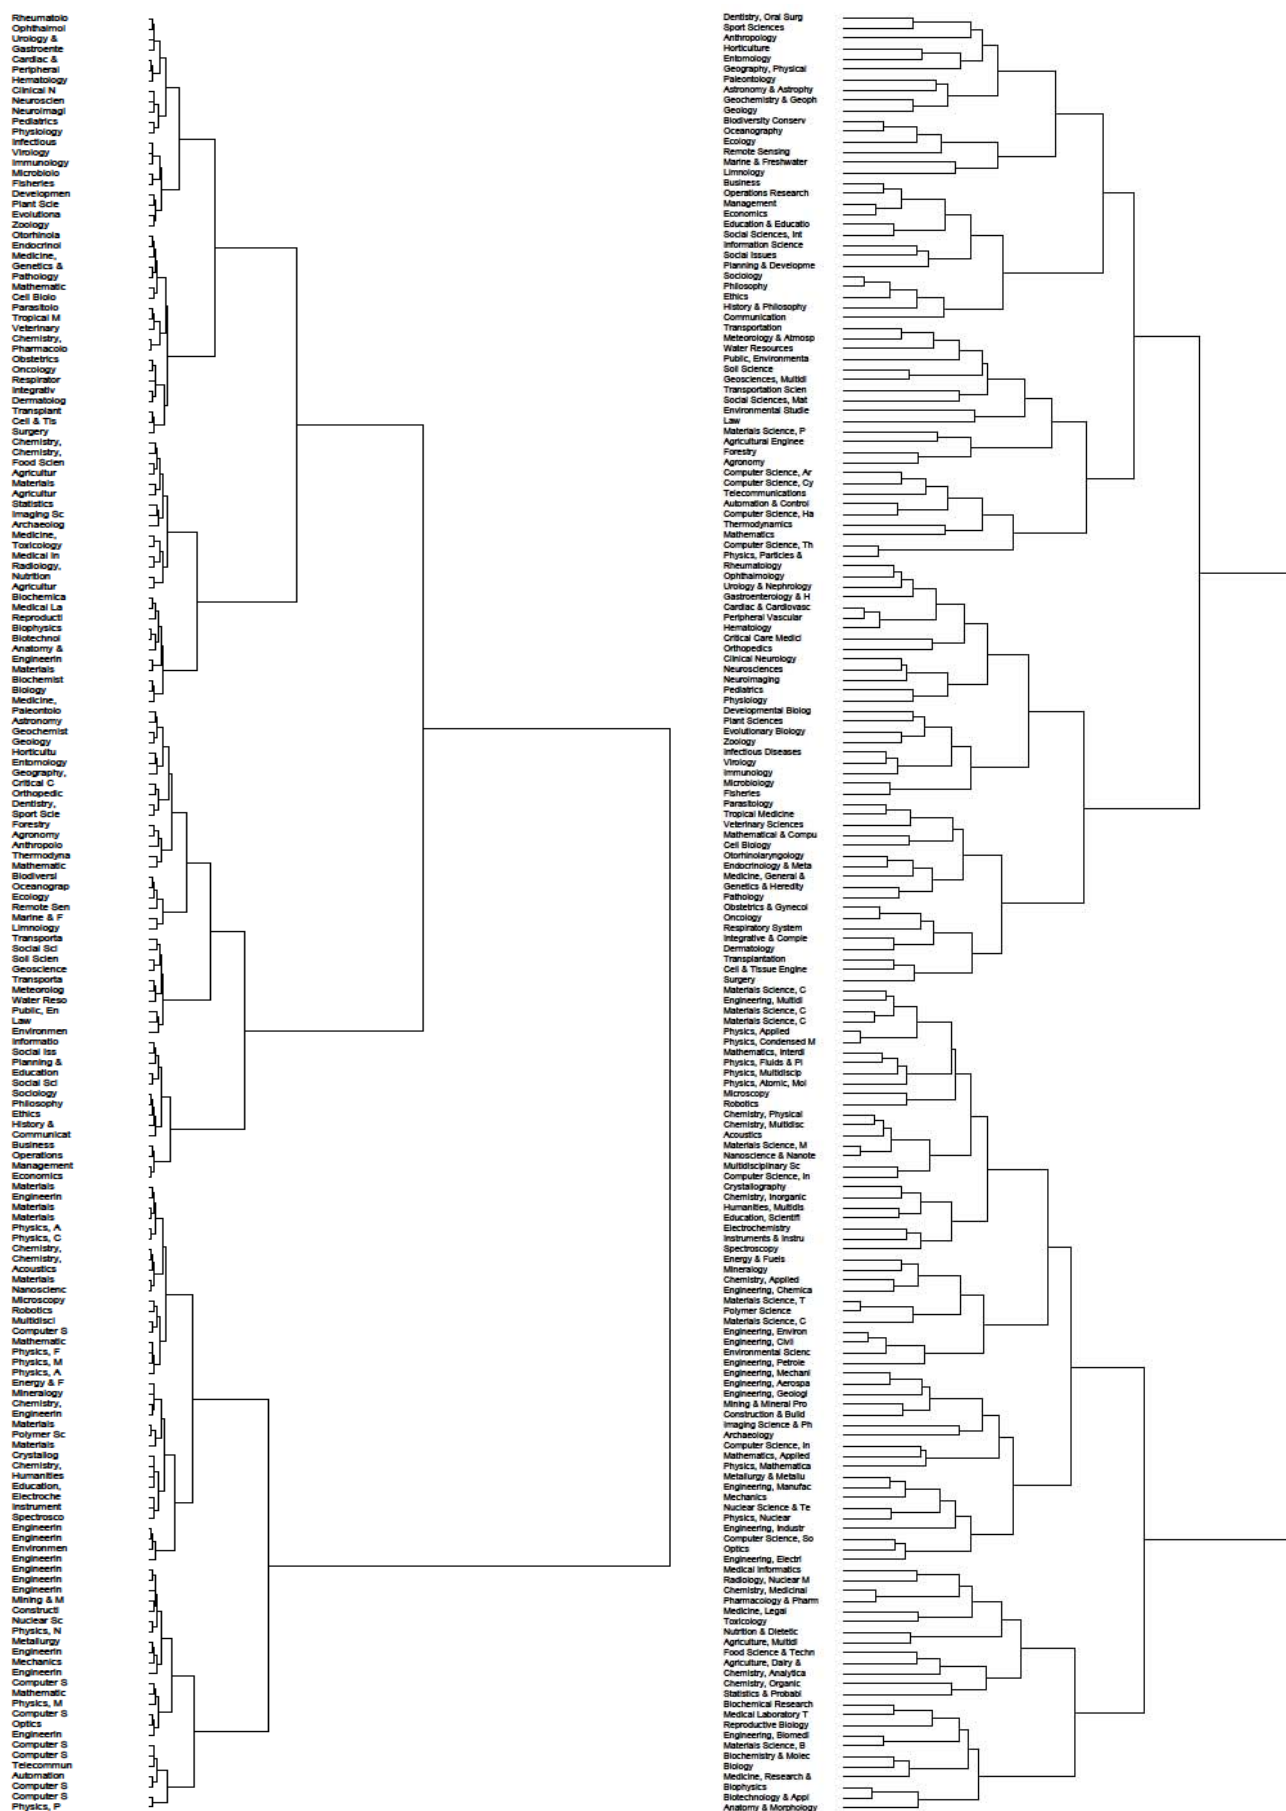 Rheumatolo
Ophthalmol
Urology &
Gastroente
Cardiac &
Peripheral
Hematology
Clinical N
Neuroscien
Neuroimagi
Pediatrics
Physiology
Infectious
Virology
Immunology
Microbiolo
Fisheries
Developmen
Plant Scie
Evolutiona
Zoology
Otorhinola
Endocrinol
Medicine,
Genetics &
Pathology
Mathematic
Cell Biolo
Parasitolo
Tropical M
Veterinary
Chemistry,
Pharmacolo
Obstetrics
Oncology
Respirator
Integrativ
Dermatolog
Transplant
Cell & Tis
Surgery
Chemistry,
Chemistry,
Food Scien
Agricultur
Materials
Agricultur
Statistics
Imaging Sc
Archaeolog
Medicine,
Toxicology
Medical In
Radiology,
Nutrition
Agricultur
Biochemica
Medical La
Reproducti
Biophysics
Biotechnol
Anatomy &
Engineerin
Materials
Biochemist
Biology
Medicine,
Paleontolo
Astronomy
Geochemist
Geology
Horticultu
Entomology
Geography,
Critical C
Orthopedic
Dentistry,
Sport Scie
Forestry
Agronomy
Anthropolo
Thermodyna
Mathematic
Biodiversi
Oceanograp
Ecology
Remote Sen
Marine & F
Limnology
Transporta
Social Sci
Soil Scien
Geoscience
Transporta
Meteorolog
Water Reso
Public, En
Law
Environmen
Informatio
Social Iss
Planning &
Education
Social Sci
Sociology
Philosophy
Ethics
History &
Communicat
Business
Operations
Management
Economics
Materials
Engineerin
Materials
Materials
Physics, A
Physics, C
Chemistry,
Chemistry,
Acoustics
Materials
Nanoscienc
Microscopy
Robotics
Multidisci
Computer S
Mathematic
Physics, F
Physics, M
Physics, A
Energy & F
Mineralogy
Chemistry,
Engineerin
Materials
Polymer Sc
Materials
Crystallog
Chemistry,
Humanities
Education,
Electroche
Instrument
Spectrosco
Engineerin
Engineerin
Environmen
Engineerin
Engineerin
Engineerin
Engineerin
Mining & M
Constructi
Nuclear Sc
Physics, N
Metallurgy
Engineerin
Mechanics
Engineerin
Computer S
Mathematic
Physics, M
Computer S
Optics
Engineerin
Computer S
Computer S
Telecommun
Automation
Computer S
Computer S
Physics, P
Dentistry, Oral Surg
Sport Sciences
Anthropology
Horticulture
Entomology
Geography, Physical
Paleontology
Astronomy & Astrophy
Geochemistry & Geoph
Geology
Biodiversity Conserv
Oceanography
Ecology
Remote Sensing
Marine & Freshwater
Limnology
Business
Operations Research
Management
Economics
Education & Educatio
Social Sciences, Int
Information Science
Social Issues
Planning & Developme
Sociology
Philosophy
Ethics
History & Philosophy
Communication
Transportation
Meteorology & Atmosp
Water Resources
Public, Environmenta
Soil Science
Geosciences, Multidi
Transportation Scien
Social Sciences, Mat
Environmental Studie
Law
Materials Science, P
Agricultural Enginee
Forestry
Agronomy
Computer Science, Ar
Computer Science, Cy
Telecommunications
Automation & Control
Computer Science, Ha
Thermodynamics
Mathematics
Computer Science, Th
Physics, Particles &
Rheumatology
Ophthalmology
Urology & Nephrology
Gastroenterology & H
Cardiac & Cardiovasc
Peripheral Vascular
Hematology
Critical Care Medici
Orthopedics
Clinical Neurology
Neurosciences
Neuroimaging
Pediatrics
Physiology
Developmental Biolog
Plant Sciences
Evolutionary Biology
Zoology
Infectious Diseases
Virology
Immunology
Microbiology
Fisheries
Parasitology
Tropical Medicine
Veterinary Sciences
Mathematical & Compu
Cell Biology
Otorhinolaryngology
Endocrinology & Meta
Medicine, General &
Genetics & Heredity
Pathology
Obstetrics & Gynecol
Oncology
Respiratory System
Integrative & Comple
Dermatology
Transplantation
Cell & Tissue Engine
Surgery
Materials Science, C
Engineering, Multidi
Materials Science, C
Materials Science, C
Physics, Applied
Physics, Condensed M
Mathematics, Interdi
Physics, Fluids & Pl
Physics, Multidiscip
Physics, Atomic, Mol
Microscopy
Robotics
Chemistry, Physical
Chemistry, Multidisc
Acoustics
Materials Science, M
Nanoscience & Nanote
Multidisciplinary Sc
Computer Science, In
Crystallography
Chemistry, Inorganic
Humanities, Multidis
Education, Scientifi
Electrochemistry
Instruments & Instru
Spectroscopy
Energy & Fuels
Mineralogy
Chemistry, Applied
Engineering, Chemica
Materials Science, T
Polymer Science
Materials Science, C
Engineering, Environ
Engineering, Civil
Environmental Scienc
Engineering, Petrole
Engineering, Mechani
Engineering, Aerospa
Engineering, Geologi
Mining & Mineral Pro
Construction & Build
Imaging Science & Ph
Archaeology
Computer Science, In
Mathematics, Applied
Physics, Mathematica
Metallurgy & Metallu
Engineering, Manufac
Mechanics
Nuclear Science & Te
Physics, Nuclear
Engineering, Industr
Computer Science, So
Optics
Engineering, Electri
Medical Informatics
Radiology, Nuclear M
Chemistry, Medicinal
Pharmacology & Pharm
Medicine, Legal
Toxicology
Nutrition & Dietetic
Agriculture, Multidi
Food Science & Techn
Agriculture, Dairy &
Chemistry, Analytica
Chemistry, Organic
Statistics & Probabi
Biochemical Research
Medical Laboratory T
Reproductive Biology
Engineering, Biomedi
Materials Science, B
Biochemistry & Molec
Biology
Medicine, Research &
Biophysics
Biotechnology & Appl
Anatomy & Morphology